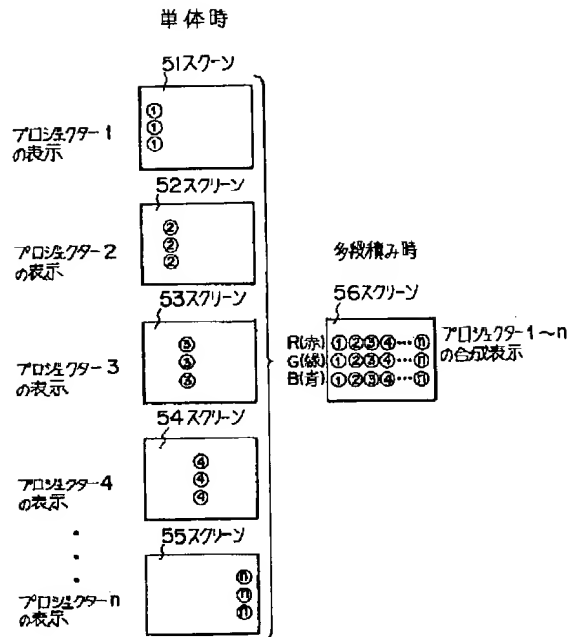 単体時
51スクーン
プロジェクター1
の表示
①
①
①
52スクリーン
プロジェクター2
の表示
②
②
②
53スクリーン
プロジェクター3
の表示
③
③
③
54スクリーン
プロジェクター4
の表示
④
④
④
・
・
・
55スクリーン
プロジェクターn
の表示
ⓝ
ⓝ
ⓝ
多段積み時
56スクリーン
R(赤) ①②③④…ⓝ
G(緑) ①②③④…ⓝ
B(青) ①②③④…ⓝ
プロジェクター1〜n
の合成表示